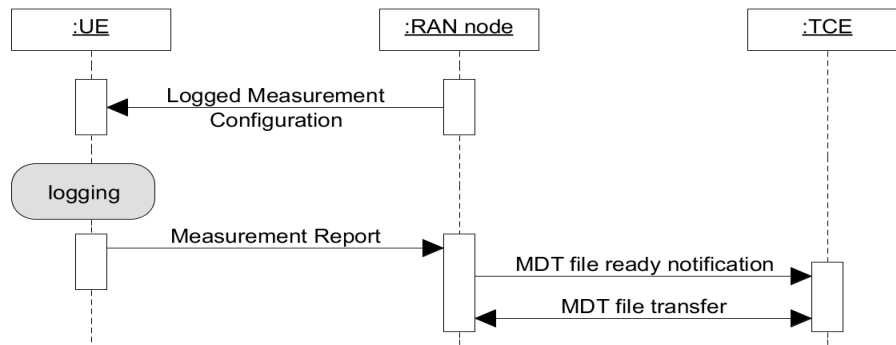 :UE
:RAN node
:TCE
Logged Measurement
Configuration
logging
Measurement Report
MDT file ready notification
MDT file transfer